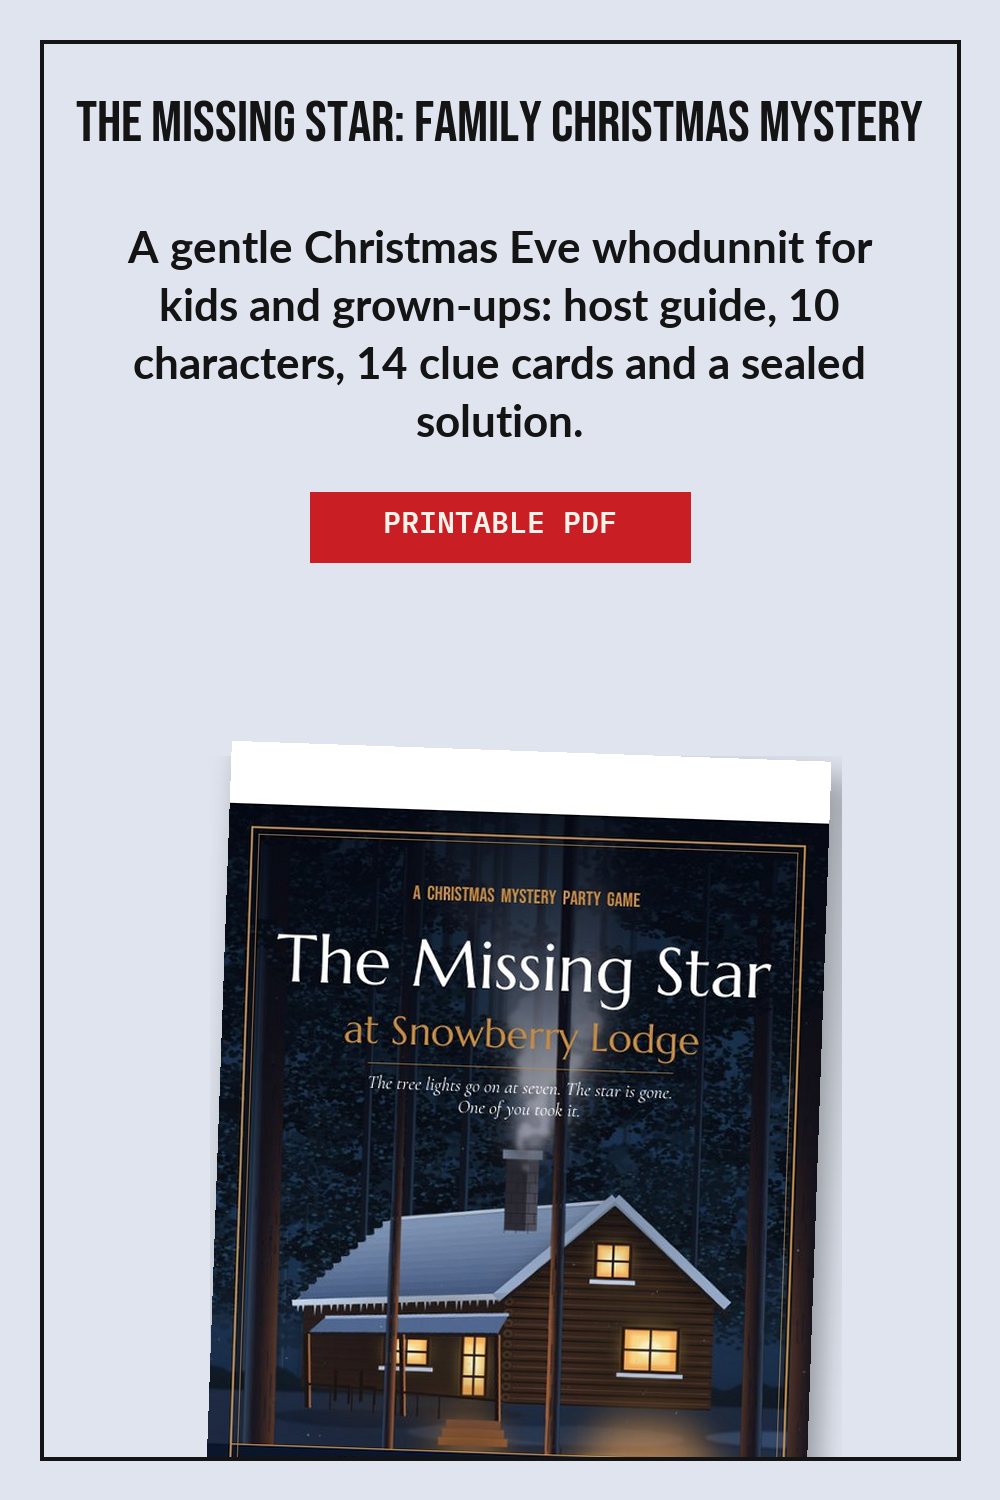 THE MISSING STAR: FAMILY CHRISTMAS MYSTERY
A gentle Christmas Eve whodunnit for
kids and grown-ups: host guide, 10
characters, 14 clue cards and a sealed
solution.
PRINTABLE PDF
A CHRISTMAS MYSTERY PARTY GAME
The Missing Star
at Snowberry Lodge
The tree lights go on at seven. The star is gone.
One of you took it.